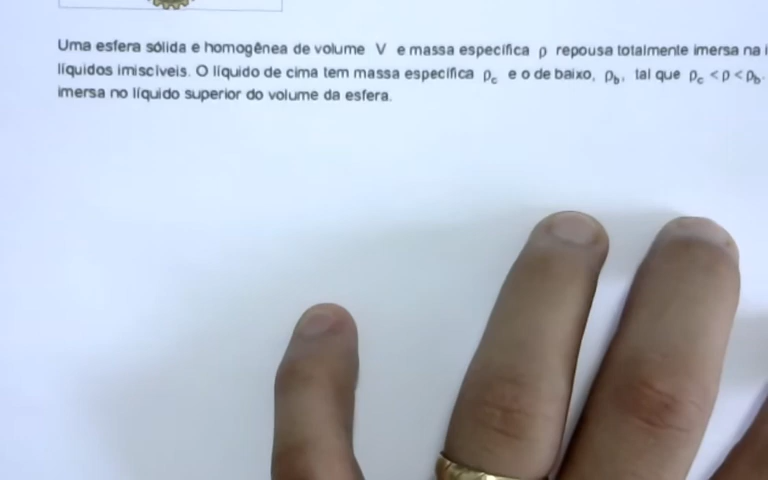 Uma esfera sólida e homogênea de volume V e massa específica ρ repousa totalmente imersa na
líquidos imiscíveis. O líquido de cima tem massa específica ρc e o de baixo, ρb, tal que ρc < ρ < ρb.
imersa no líquido superior do volume da esfera.